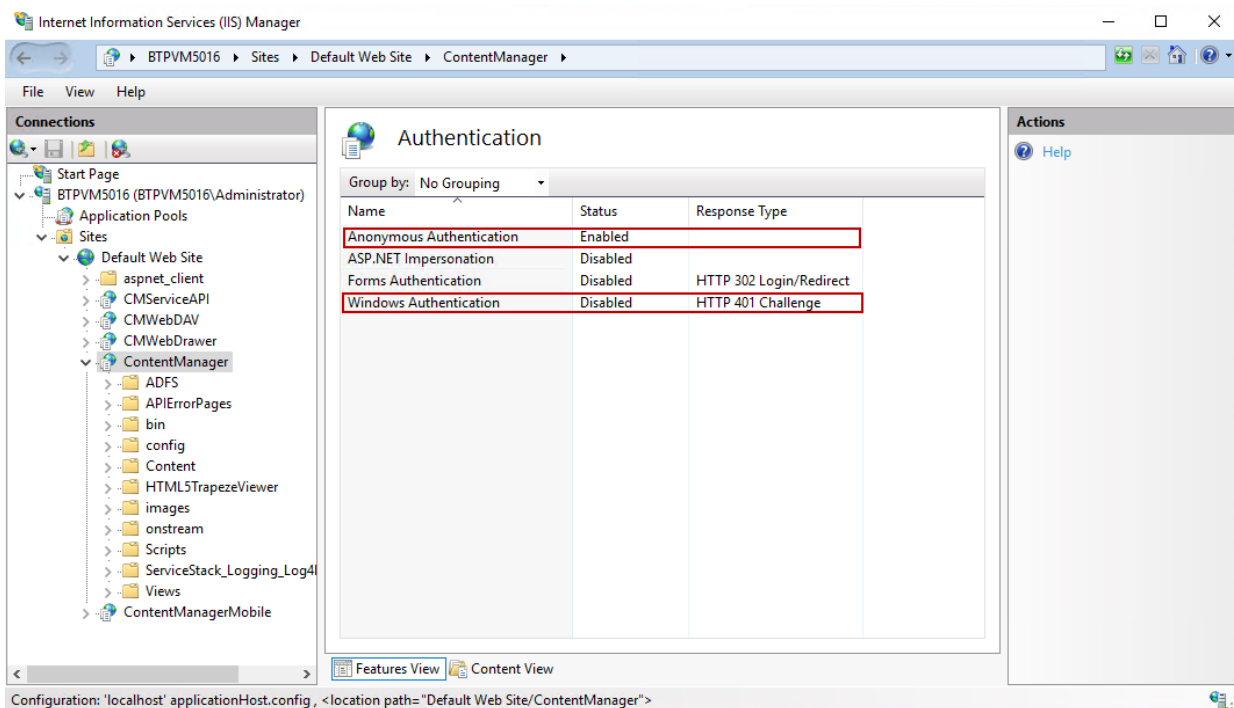 Internet Information Services (IIS) Manager
BTPVM5016 Sites Default Web Site ContentManager
File View Help
Connections
Start Page
BTPVM5016 (BTPVM5016\Administrator)
Application Pools
Sites
Default Web Site
aspnet_client
CMServiceAPI
CMWebDAV
CMWebDrawer
ContentManager
ADFS
APIErrorPages
bin
config
Content
HTML5TrapezeViewer
images
onstream
Scripts
ServiceStack_Logging_Log4
Views
ContentManagerMobile
Authentication
Group by: No Grouping
Name Status Response Type
Anonymous Authentication Enabled
ASP.NET Impersonation Disabled
Forms Authentication Disabled HTTP 302 Login/Redirect
Windows Authentication Disabled HTTP 401 Challenge
Features View Content View
Actions
Help
Configuration: 'localhost' applicationHost.config , <location path="Default Web Site/ContentManager">